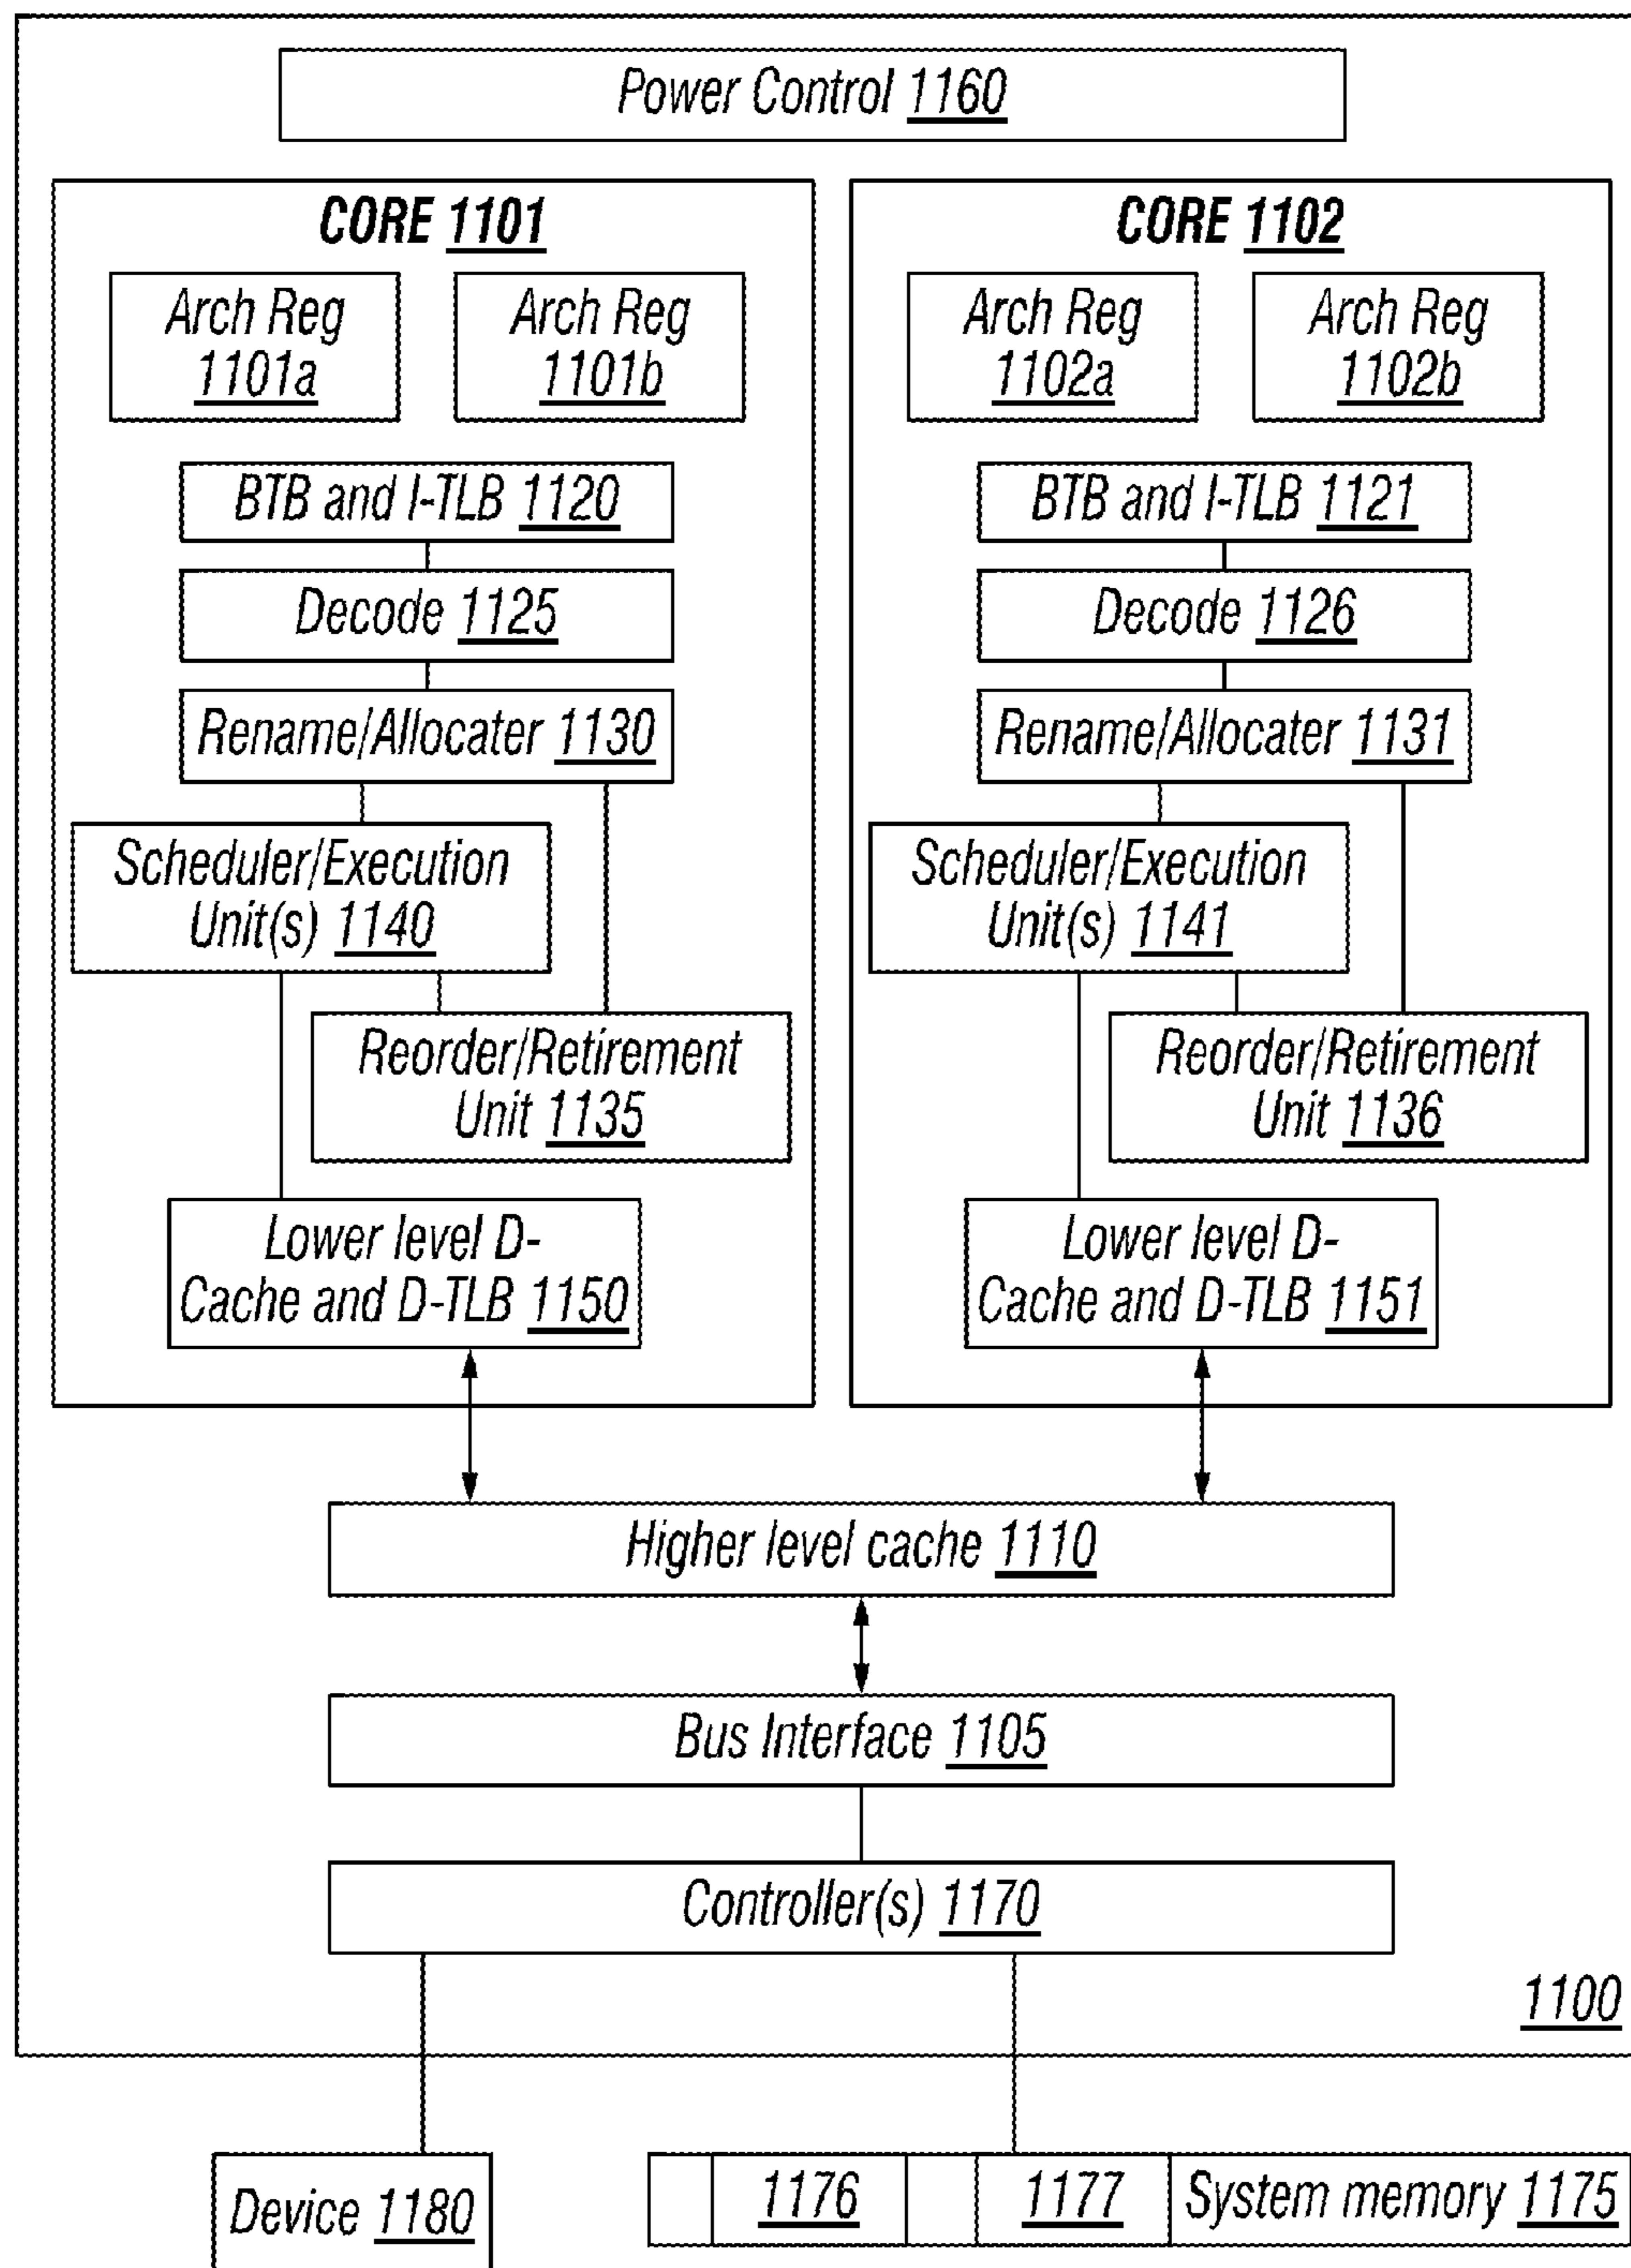 Power Control 1160
CORE 1101
Arch Reg
1101a
Arch Reg
1101b
BTB and I-TLB 1120
Decode 1125
Rename/Allocater 1130
Scheduler/Execution
Unit(s) 1140
Reorder/Retirement
Unit 1135
Lower level D-
Cache and D-TLB 1150
CORE 1102
Arch Reg
1102a
Arch Reg
1102b
BTB and I-TLB 1121
Decode 1126
Rename/Allocater 1131
Scheduler/Execution
Unit(s) 1141
Reorder/Retirement
Unit 1136
Lower level D-
Cache and D-TLB 1151
Higher level cache 1110
Bus Interface 1105
Controller(s) 1170
1100
Device 1180
1176
1177
System memory 1175